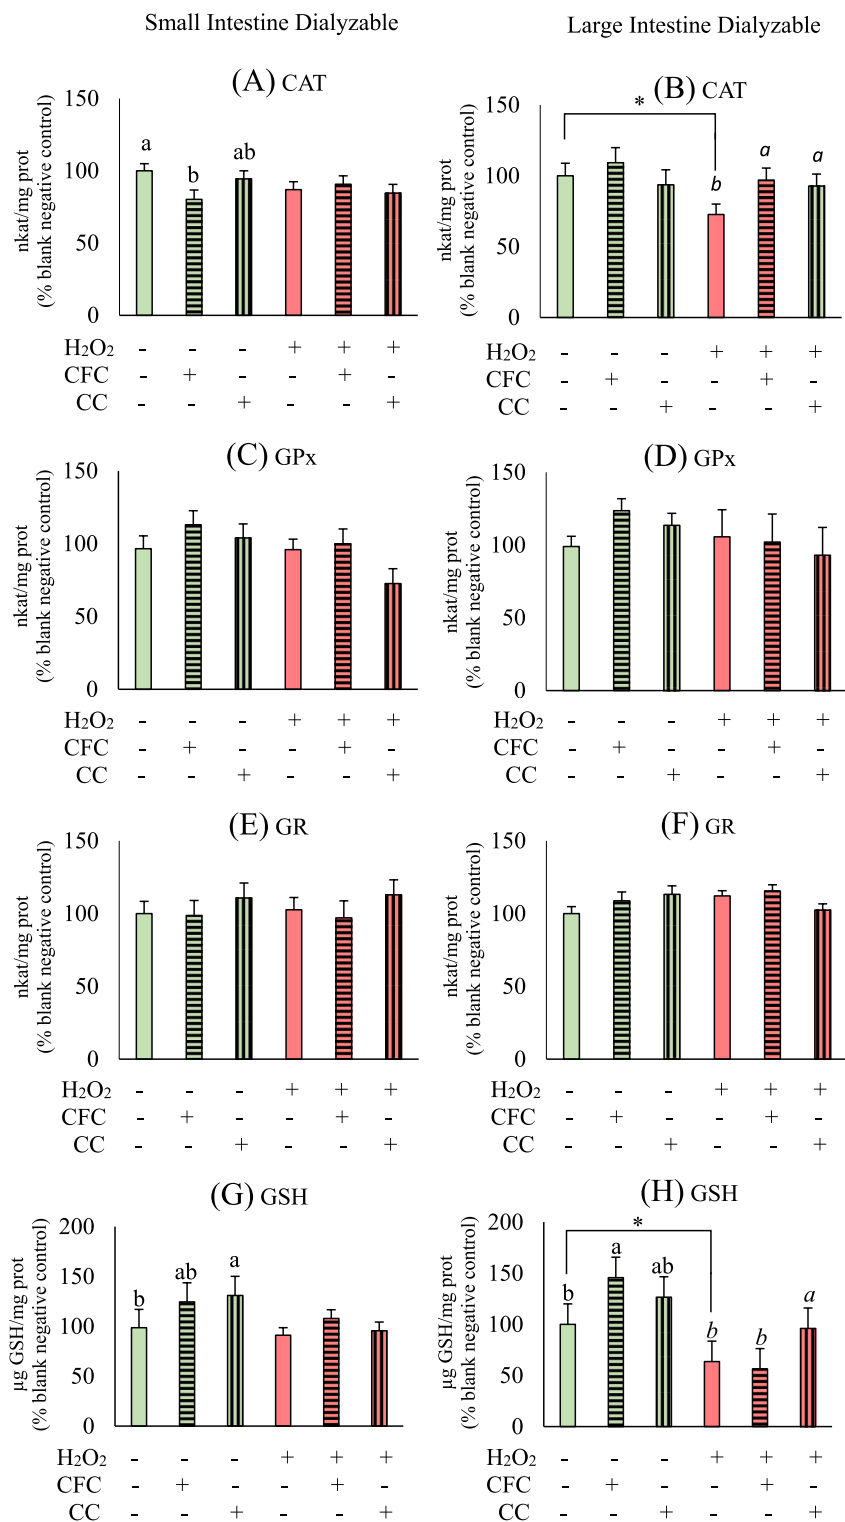 Small Intestine Dialyzable
Large Intestine Dialyzable
(A) CAT
nkat/mg prot
(% blank negative control)
150
100
50
0
a
b
ab
H₂O₂ - - - + + +
CFC - + - - + -
CC - - + - - +
(B) CAT
nkat/mg prot
(% blank negative control)
150
100
50
0
*
b
a
a
H₂O₂ - - - + + +
CFC - + - - + -
CC - - + - - +
(C) GPx
nkat/mg prot
(% blank negative control)
150
100
50
0
H₂O₂ - - - + + +
CFC - + - - + -
CC - - + - - +
(D) GPx
nkat/mg prot
(% blank negative control)
150
100
50
0
H₂O₂ - - - + + +
CFC - + - - + -
CC - - + - - +
(E) GR
nkat/mg prot
(% blank negative control)
150
100
50
0
H₂O₂ - - - + + +
CFC - + - - + -
CC - - + - - +
(F) GR
nkat/mg prot
(% blank negative control)
150
100
50
0
H₂O₂ - - - + + +
CFC - + - - + -
CC - - + - - +
(G) GSH
µg GSH/mg prot
(% blank negative control)
200
150
100
50
0
b
ab
a
H₂O₂ - - - + + +
CFC - + - - + -
CC - - + - - +
(H) GSH
µg GSH/mg prot
(% blank negative control)
200
150
100
50
0
*
b
a
ab
b
b
a
H₂O₂ - - - + + +
CFC - + - - + -
CC - - + - - +